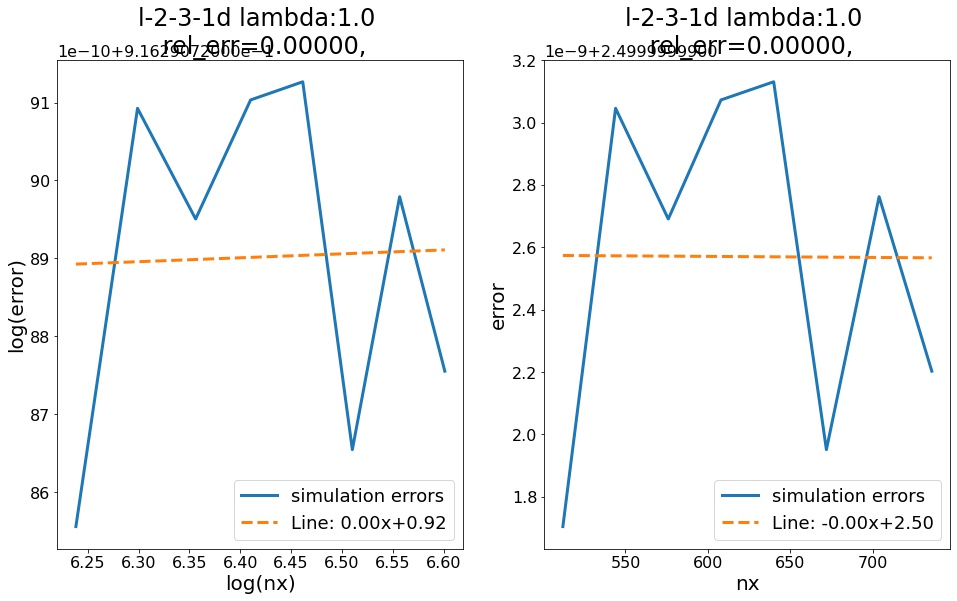 l-2-3-1d lambda:1.0
rel_err=0.00000,
1e−10+9.1629072000e−1
91
90
89
88
87
86
log(error)
6.25 6.30 6.35 6.40 6.45 6.50 6.55 6.60
log(nx)
simulation errors
Line: 0.00x+0.92
l-2-3-1d lambda:1.0
rel_err=0.00000,
1e−9+2.4999999900
3.2
3.0
2.8
2.6
2.4
2.2
2.0
1.8
error
550 600 650 700
nx
simulation errors
Line: -0.00x+2.50